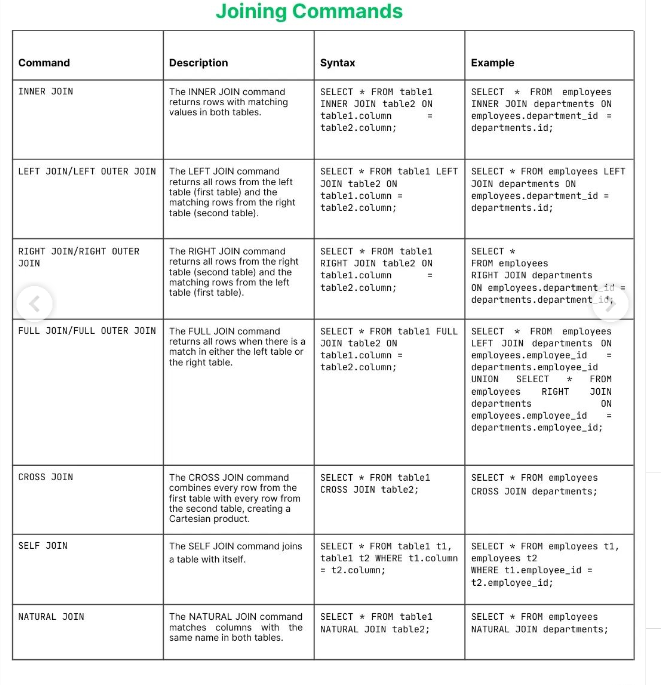 Joining Commands
Command
Description
Syntax
Example
INNER JOIN
The INNER JOIN command
returns rows with matching
values in both tables.
SELECT * FROM table1
INNER JOIN table2 ON
table1.column =
table2.column;
SELECT * FROM employees
INNER JOIN departments ON
employees.department_id =
departments.id;
LEFT JOIN/LEFT OUTER JOIN
The LEFT JOIN command
returns all rows from the left
table (first table) and the
matching rows from the right
table (second table).
SELECT * FROM table1 LEFT
JOIN table2 ON
table1.column =
table2.column;
SELECT * FROM employees LEFT
JOIN departments ON
employees.department_id =
departments.id;
RIGHT JOIN/RIGHT OUTER
JOIN
The RIGHT JOIN command
returns all rows from the right
table (second table) and the
matching rows from the left
table (first table).
SELECT * FROM table1
RIGHT JOIN table2 ON
table1.column =
table2.column;
SELECT *
FROM employees
RIGHT JOIN departments
ON employees.department_id =
departments.department_id;
FULL JOIN/FULL OUTER JOIN
The FULL JOIN command
returns all rows when there is a
match in either the left table or
the right table.
SELECT * FROM table1 FULL
JOIN table2 ON
table1.column =
table2.column;
SELECT * FROM employees
LEFT JOIN departments ON
employees.employee_id =
departments.employee_id
UNION SELECT * FROM
employees RIGHT JOIN
departments ON
employees.employee_id =
departments.employee_id;
CROSS JOIN
The CROSS JOIN command
combines every row from the
first table with every row from
the second table, creating a
Cartesian product.
SELECT * FROM table1
CROSS JOIN table2;
SELECT * FROM employees
CROSS JOIN departments;
SELF JOIN
The SELF JOIN command joins
a table with itself.
SELECT * FROM table1 t1,
table1 t2 WHERE t1.column
= t2.column;
SELECT * FROM employees t1,
employees t2
WHERE t1.employee_id =
t2.employee_id;
NATURAL JOIN
The NATURAL JOIN command
matches columns with the
same name in both tables.
SELECT * FROM table1
NATURAL JOIN table2;
SELECT * FROM employees
NATURAL JOIN departments;